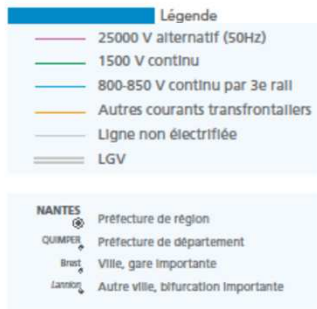 Légende
25000 V alternatif (50Hz)
1500 V continu
800-850 V continu par 3e rail
Autres courants transfrontaliers
Ligne non électrifiée
LGV
NANTES Préfecture de région
QUIMPER Préfecture de département
Brest Ville, gare importante
Lannion Autre ville, bifurcation importante